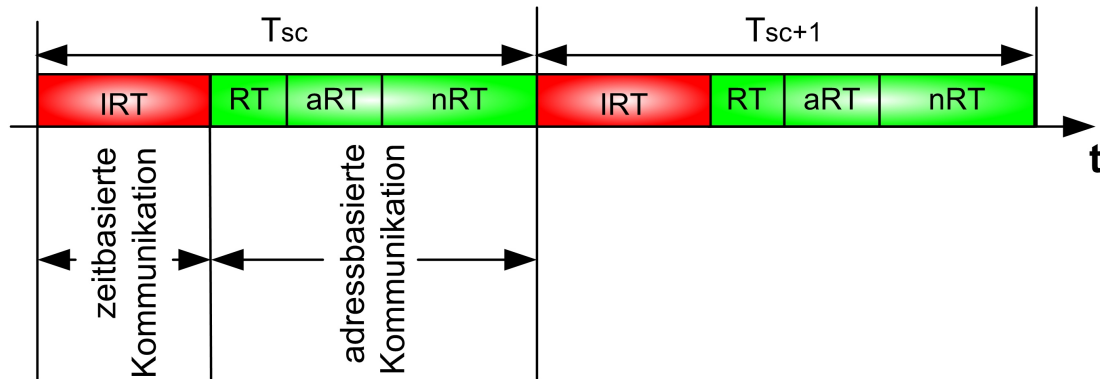 Tsc
Tsc+1
IRT RT aRT nRT IRT RT aRT nRT
t
zeitbasierte
Kommunikation
adressbasierte
Kommunikation